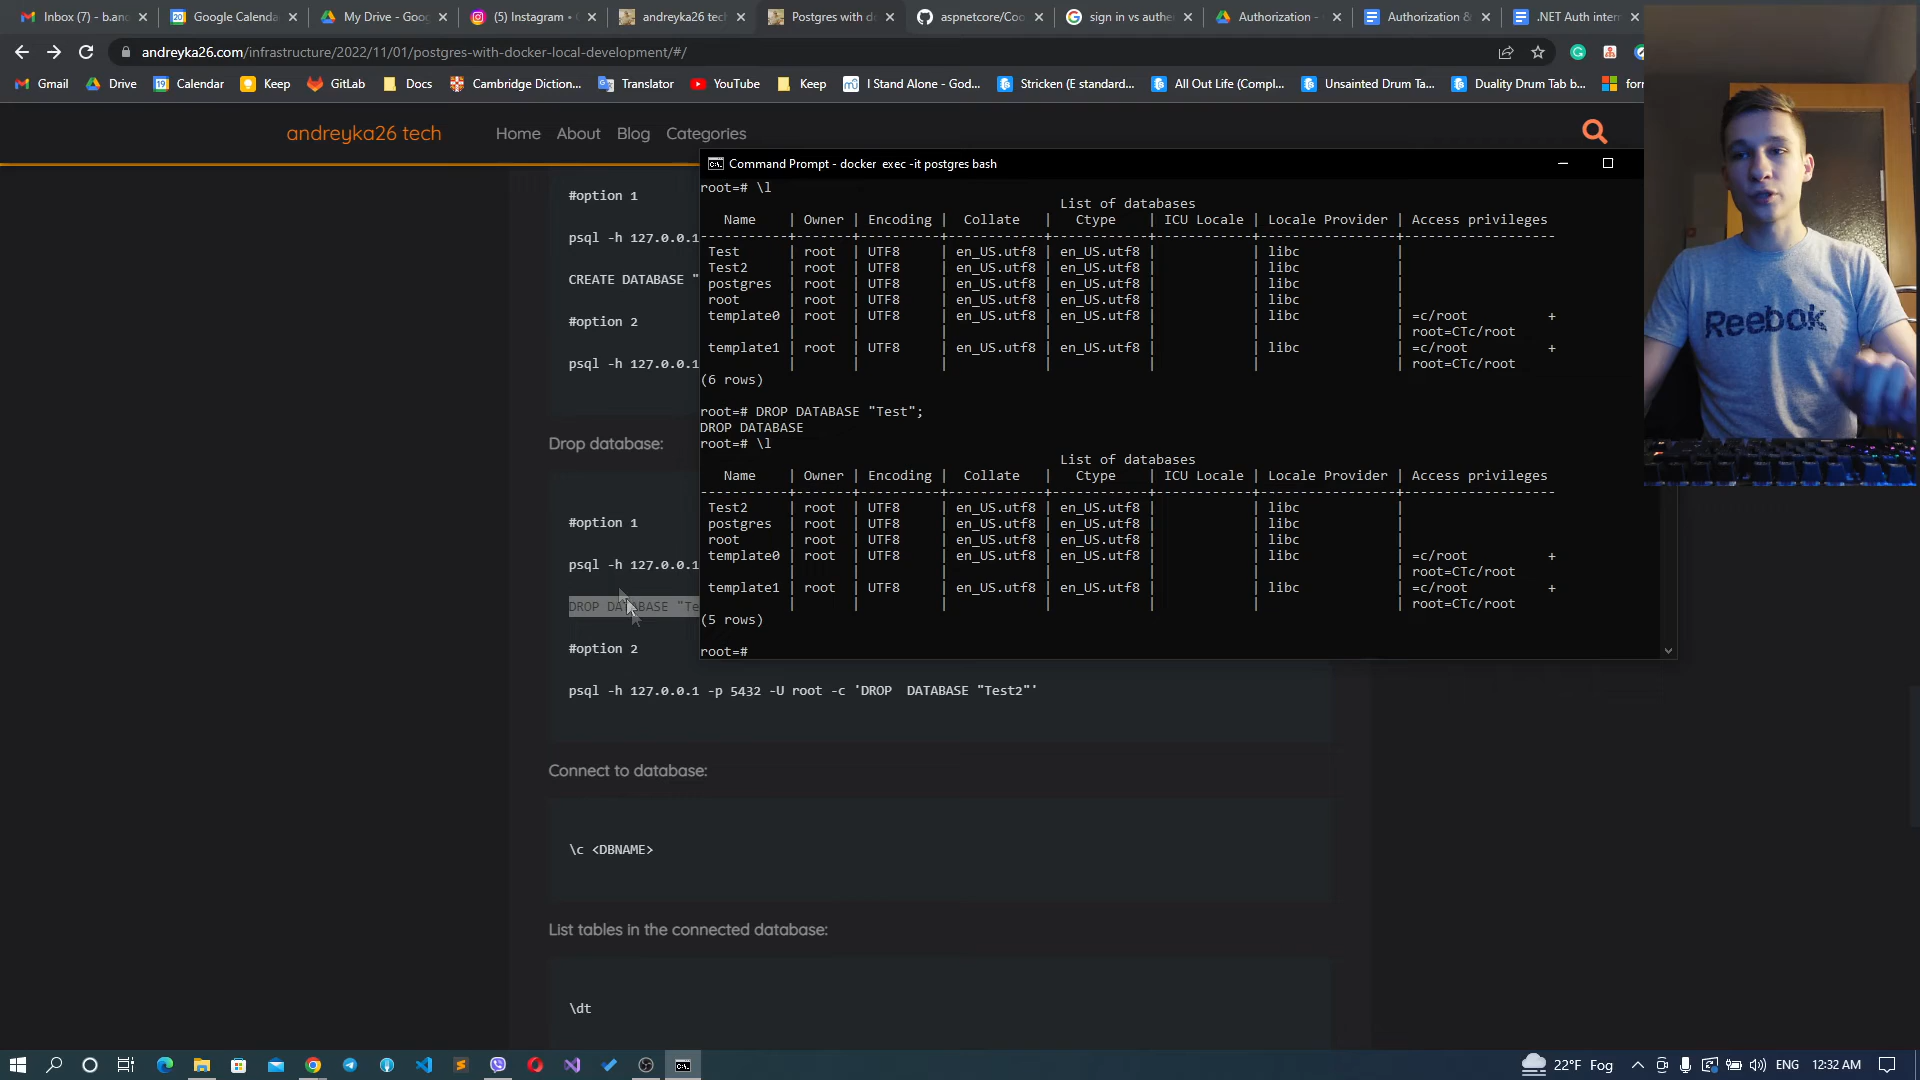 Inbox (7) - b.and
Google Calenda
My Drive - Goog
(5) Instagram •
andreyka26 tec
Postgres with do
aspnetcore/Coo
sign in vs authe
Authorization -
Authorization &
.NET Auth inter
andreyka26.com/infrastructure/2022/11/01/postgres-with-docker-local-development/#/
Gmail
Drive
Calendar
Keep
GitLab
Docs
Cambridge Diction...
Translator
YouTube
Keep
I Stand Alone - God...
Stricken (E standard...
All Out Life (Compl...
Unsainted Drum Ta...
Duality Drum Tab b...
for
andreyka26 tech
Home About Blog Categories
#option 1
psql -h 127.0.0.1
CREATE DATABASE "
#option 2
psql -h 127.0.0.1
Drop database:
#option 1
psql -h 127.0.0.1
DROP DATABASE "Te
#option 2
psql -h 127.0.0.1 -p 5432 -U root -c 'DROP  DATABASE "Test2"'
Connect to database:
\c <DBNAME>
List tables in the connected database:
\dt
Command Prompt - docker exec -it postgres bash
root=# \l
List of databases
Name | Owner | Encoding | Collate | Ctype | ICU Locale | Locale Provider | Access privileges
-----------+-------+----------+------------+------------+------------+-----------------+-------------------
Test | root | UTF8 | en_US.utf8 | en_US.utf8 | | libc |
Test2 | root | UTF8 | en_US.utf8 | en_US.utf8 | | libc |
postgres | root | UTF8 | en_US.utf8 | en_US.utf8 | | libc |
root | root | UTF8 | en_US.utf8 | en_US.utf8 | | libc |
template0 | root | UTF8 | en_US.utf8 | en_US.utf8 | | libc | =c/root +
| | | | | | | root=CTc/root
template1 | root | UTF8 | en_US.utf8 | en_US.utf8 | | libc | =c/root +
| | | | | | | root=CTc/root
(6 rows)
root=# DROP DATABASE "Test";
DROP DATABASE
root=# \l
List of databases
Name | Owner | Encoding | Collate | Ctype | ICU Locale | Locale Provider | Access privileges
-----------+-------+----------+------------+------------+------------+-----------------+-------------------
Test2 | root | UTF8 | en_US.utf8 | en_US.utf8 | | libc |
postgres | root | UTF8 | en_US.utf8 | en_US.utf8 | | libc |
root | root | UTF8 | en_US.utf8 | en_US.utf8 | | libc |
template0 | root | UTF8 | en_US.utf8 | en_US.utf8 | | libc | =c/root +
| | | | | | | root=CTc/root
template1 | root | UTF8 | en_US.utf8 | en_US.utf8 | | libc | =c/root +
| | | | | | | root=CTc/root
(5 rows)
root=#
Reebok
22°F Fog
ENG
12:32 AM